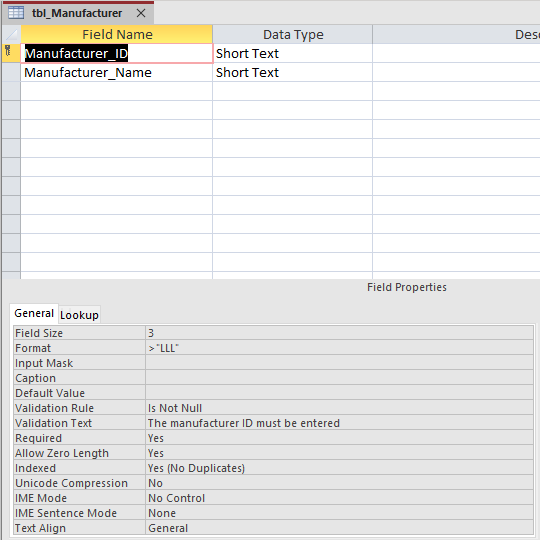 tbl_Manufacturer
Field Name Data Type Desc
Manufacturer_ID Short Text
Manufacturer_Name Short Text
Field Properties
General Lookup
Field Size 3
Format >"LLL"
Input Mask
Caption
Default Value
Validation Rule Is Not Null
Validation Text The manufacturer ID must be entered
Required Yes
Allow Zero Length Yes
Indexed Yes (No Duplicates)
Unicode Compression No
IME Mode No Control
IME Sentence Mode None
Text Align General